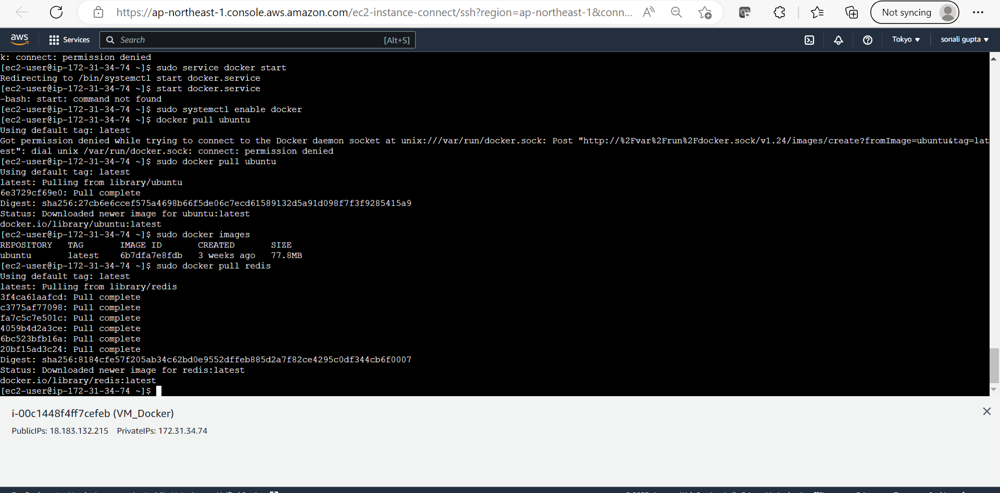 https://ap-northeast-1.console.aws.amazon.com/ec2-instance-connect/ssh?region=ap-northeast-1&conn...
Not syncing
aws
Services
Search
[Alt+S]
Tokyo
sonali gupta
k: connect: permission denied
[ec2-user@ip-172-31-34-74 ~]$ sudo service docker start
Redirecting to /bin/systemctl start docker.service
[ec2-user@ip-172-31-34-74 ~]$ start docker.service
-bash: start: command not found
[ec2-user@ip-172-31-34-74 ~]$ sudo systemctl enable docker
[ec2-user@ip-172-31-34-74 ~]$ docker pull ubuntu
Using default tag: latest
Got permission denied while trying to connect to the Docker daemon socket at unix:///var/run/docker.sock: Post "http://%2Fvar%2Frun%2Fdocker.sock/v1.24/images/create?fromImage=ubuntu&tag=lat
est": dial unix /var/run/docker.sock: connect: permission denied
[ec2-user@ip-172-31-34-74 ~]$ sudo docker pull ubuntu
Using default tag: latest
latest: Pulling from library/ubuntu
6e3729cf69e0: Pull complete
Digest: sha256:27cb6e6ccef575a4698b66f5de06c7ecd61589132d5a91d098f7f3f9285415a9
Status: Downloaded newer image for ubuntu:latest
docker.io/library/ubuntu:latest
[ec2-user@ip-172-31-34-74 ~]$ sudo docker images
REPOSITORY TAG IMAGE ID CREATED SIZE
ubuntu latest 6b7dfa7e8fdb 3 weeks ago 77.8MB
[ec2-user@ip-172-31-34-74 ~]$ sudo docker pull redis
Using default tag: latest
latest: Pulling from library/redis
3f4ca61aafcd: Pull complete
c3775af77098: Pull complete
fa7c5c7e501c: Pull complete
4059b4d2a3ce: Pull complete
6bc523bfb16a: Pull complete
20bf15ad3c24: Pull complete
Digest: sha256:8184cfe57f205ab34c62bd0e9552dffeb885d2a7f82ce4295c0df344cb6f0007
Status: Downloaded newer image for redis:latest
docker.io/library/redis:latest
[ec2-user@ip-172-31-34-74 ~]$
i-00c1448f4ff7cefeb (VM_Docker)
PublicIPs: 18.183.132.215 PrivateIPs: 172.31.34.74